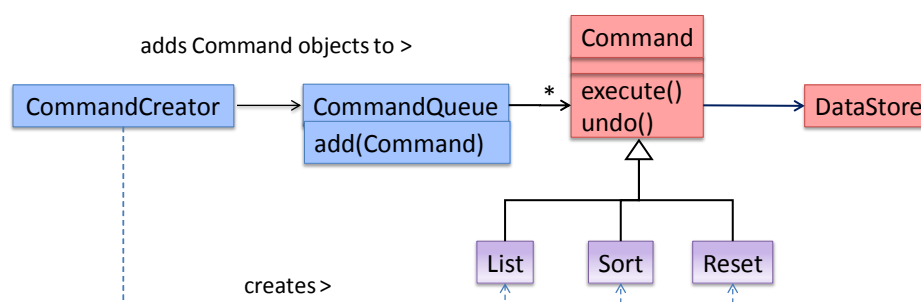 adds Command objects to >
Command
execute()
undo()
CommandCreator
CommandQueue
add(Command)
*
DataStore
List
Sort
Reset
creates >